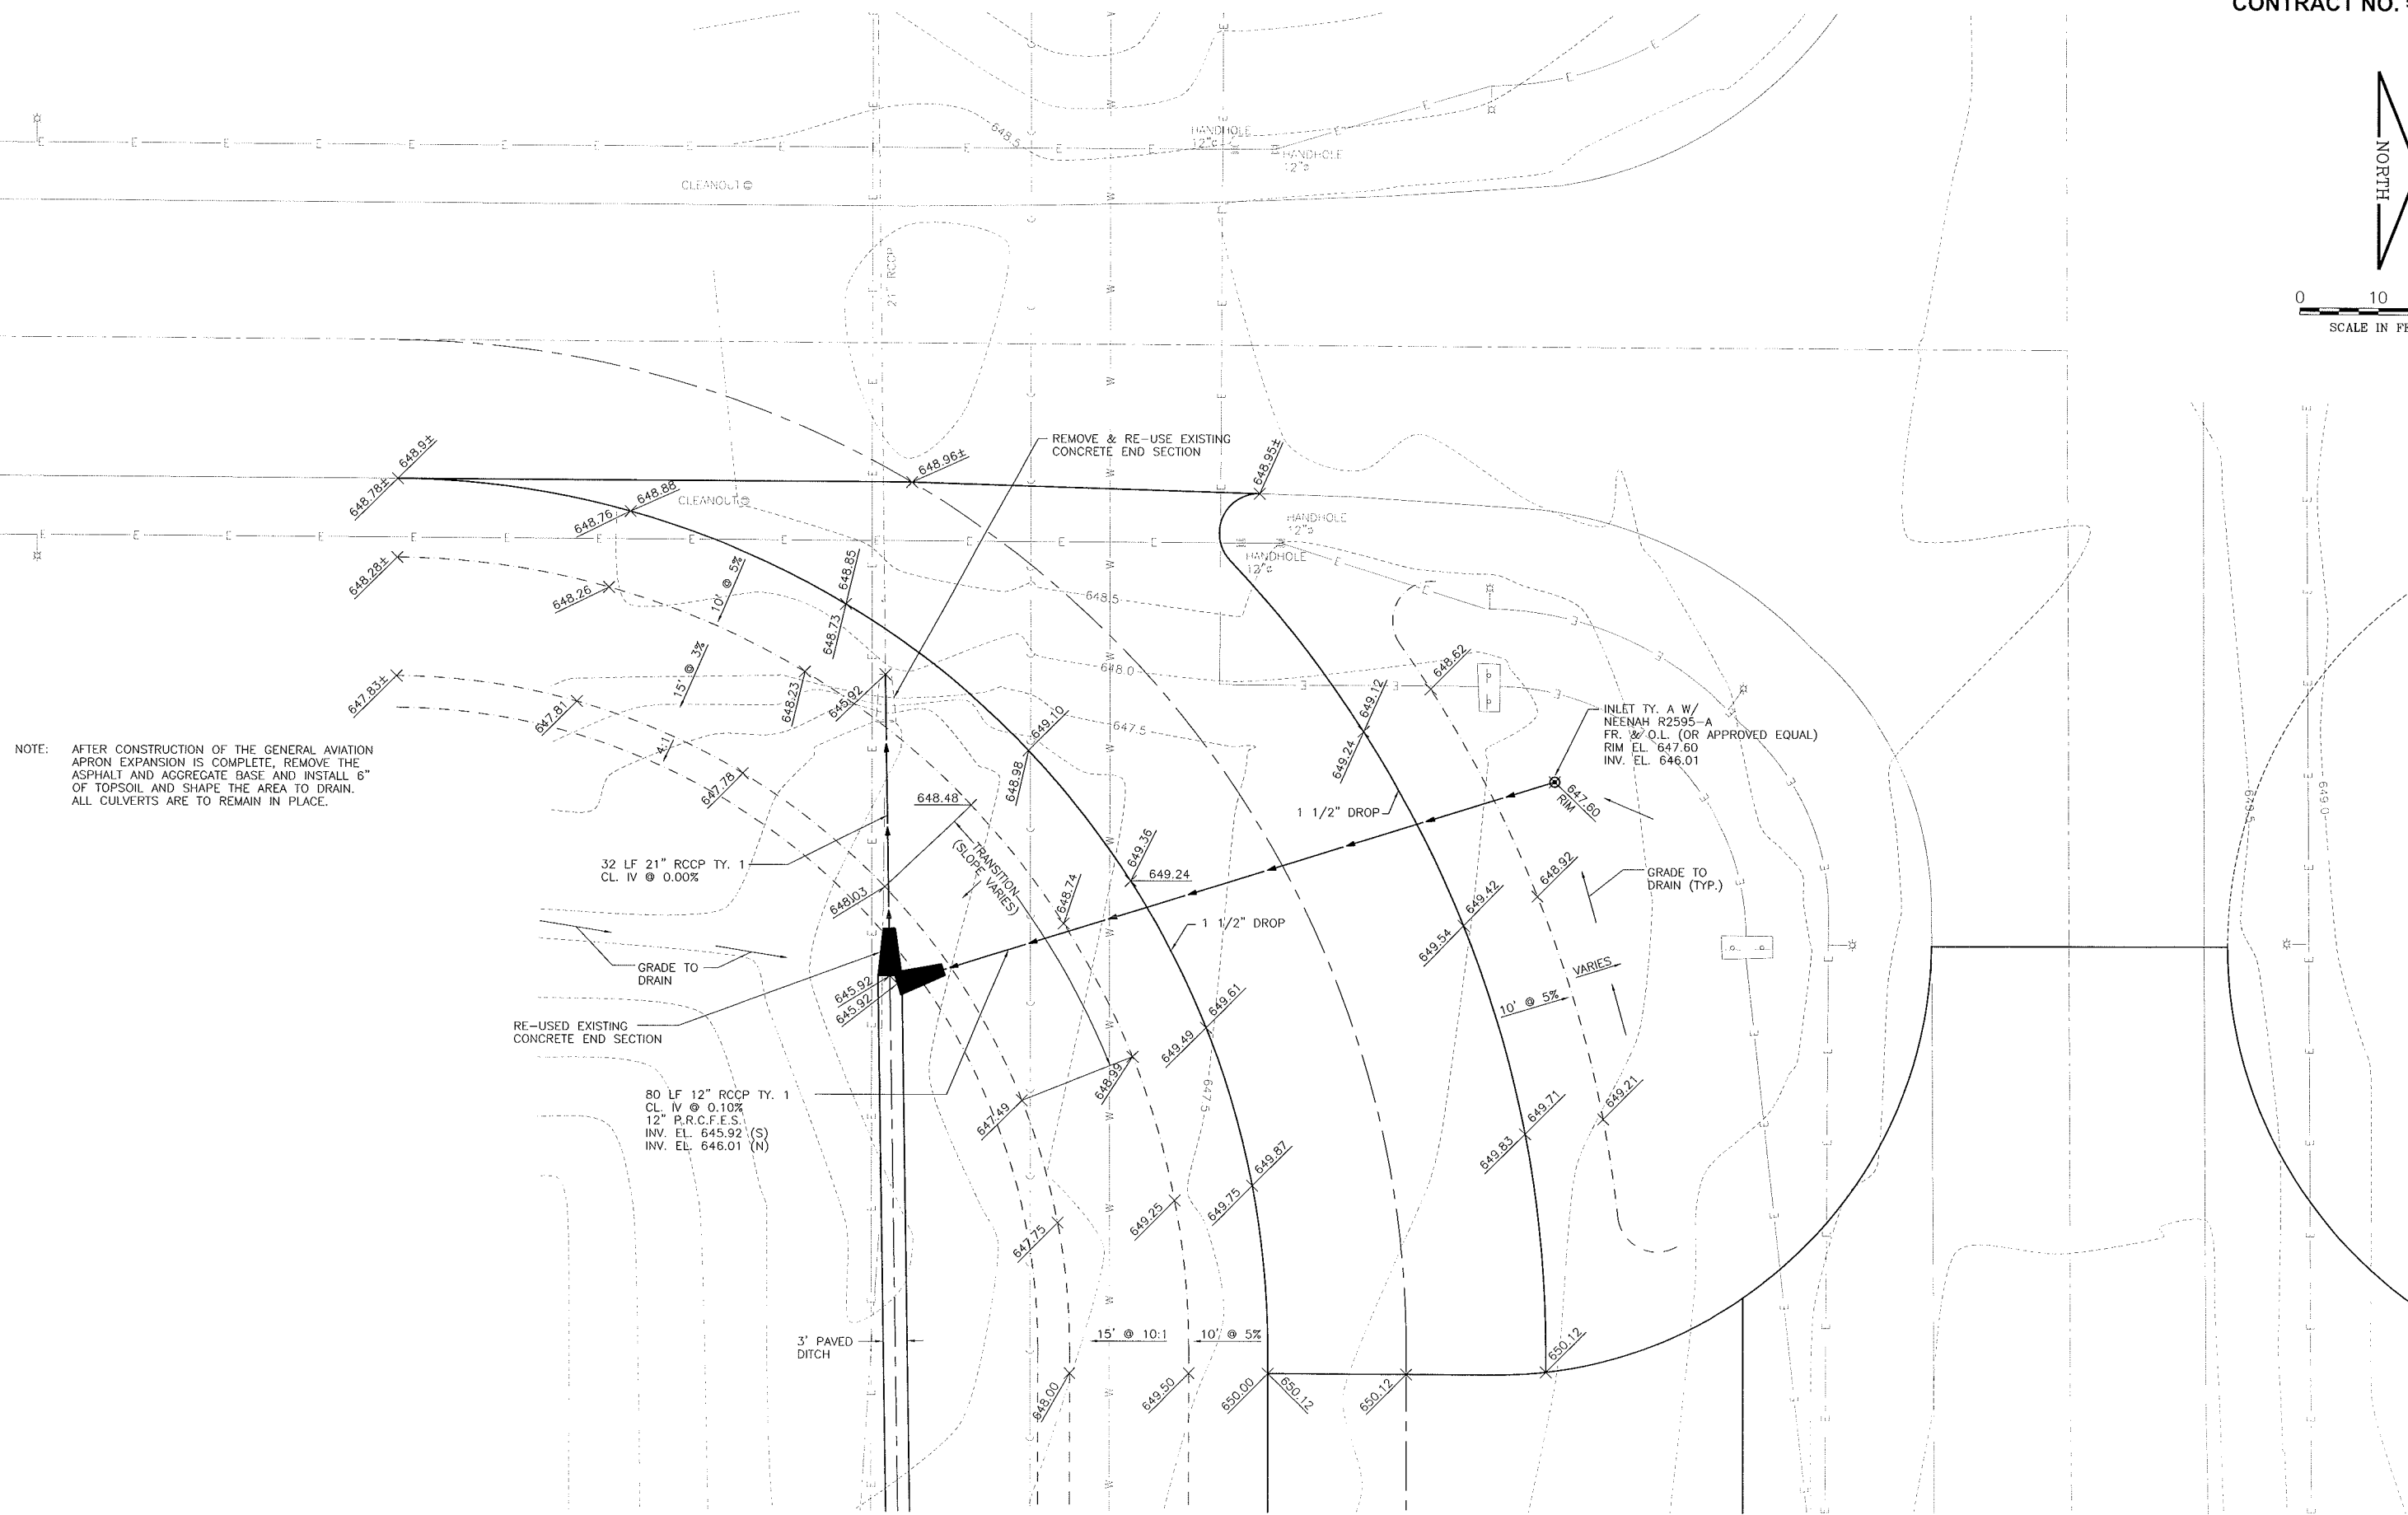 CONTRACT NO.
NORTH
0 10
SCALE IN FE
648.5
HANDHOLE
12"ø
HANDHOLE
12"ø
CLEANOUT
21" RCCP
REMOVE & RE-USE EXISTING
CONCRETE END SECTION
648.9±
648.78±
648.96±
648.95±
648.88
648.76
CLEANOUT
HANDHOLE
12"ø
HANDHOLE
12"ø
648.28±
648.26
10' @ 5%
648.85
648.73
648.5
648.0
647.5
647.83±
647.81
15' @ 3%
648.23
645.92
648.62
649.12
649.24
649.10
648.98
4:1
647.78
648.48
INLET TY. A W/
NEENAH R2595-A
FR. & O.L. (OR APPROVED EQUAL)
RIM EL. 647.60
INV. EL. 646.01
NOTE: AFTER CONSTRUCTION OF THE GENERAL AVIATION
APRON EXPANSION IS COMPLETE, REMOVE THE
ASPHALT AND AGGREGATE BASE AND INSTALL 6"
OF TOPSOIL AND SHAPE THE AREA TO DRAIN.
ALL CULVERTS ARE TO REMAIN IN PLACE.
647.60
RIM
1 1/2" DROP
649.5
649.0
32 LF 21" RCCP TY. 1
CL. IV @ 0.00%
TRANSITION
(SLOPE VARIES)
649.36
649.24
648.03
648.74
648.92
GRADE TO
DRAIN (TYP.)
649.42
649.54
1 1/2" DROP
GRADE TO
DRAIN
VARIES
645.92
645.92
10' @ 5%
RE-USED EXISTING
CONCRETE END SECTION
649.61
649.49
648.99
647.49
647.5
80 LF 12" RCCP TY. 1
CL. IV @ 0.10%
12" P.R.C.F.E.S.
INV. EL. 645.92 (S)
INV. EL. 646.01 (N)
649.21
649.71
649.83
649.87
649.75
649.25
647.75
3' PAVED
DITCH
15' @ 10:1
10' @ 5%
648.00
649.50
650.00
650.12
650.12
650.12